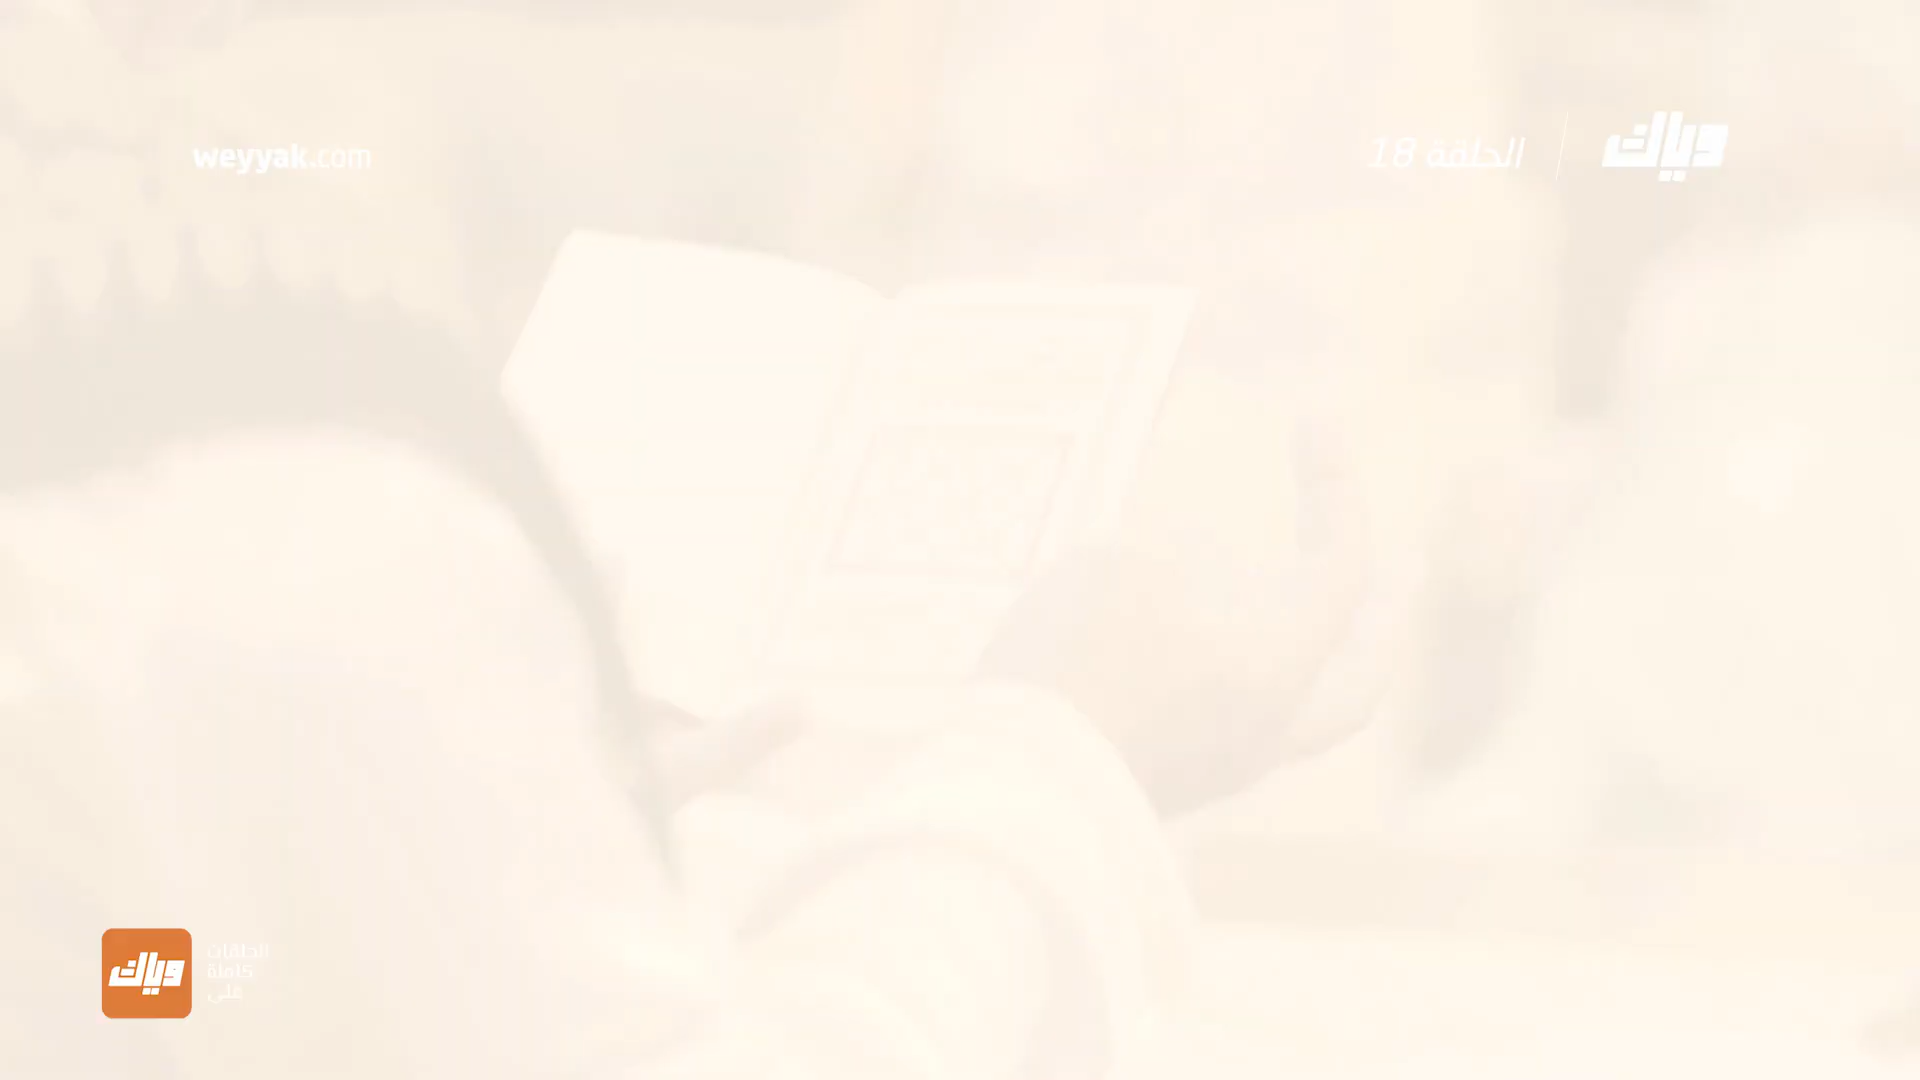 weyyak.com
الحلقة 18
وياك
وياك
الحلقات
كاملة
على